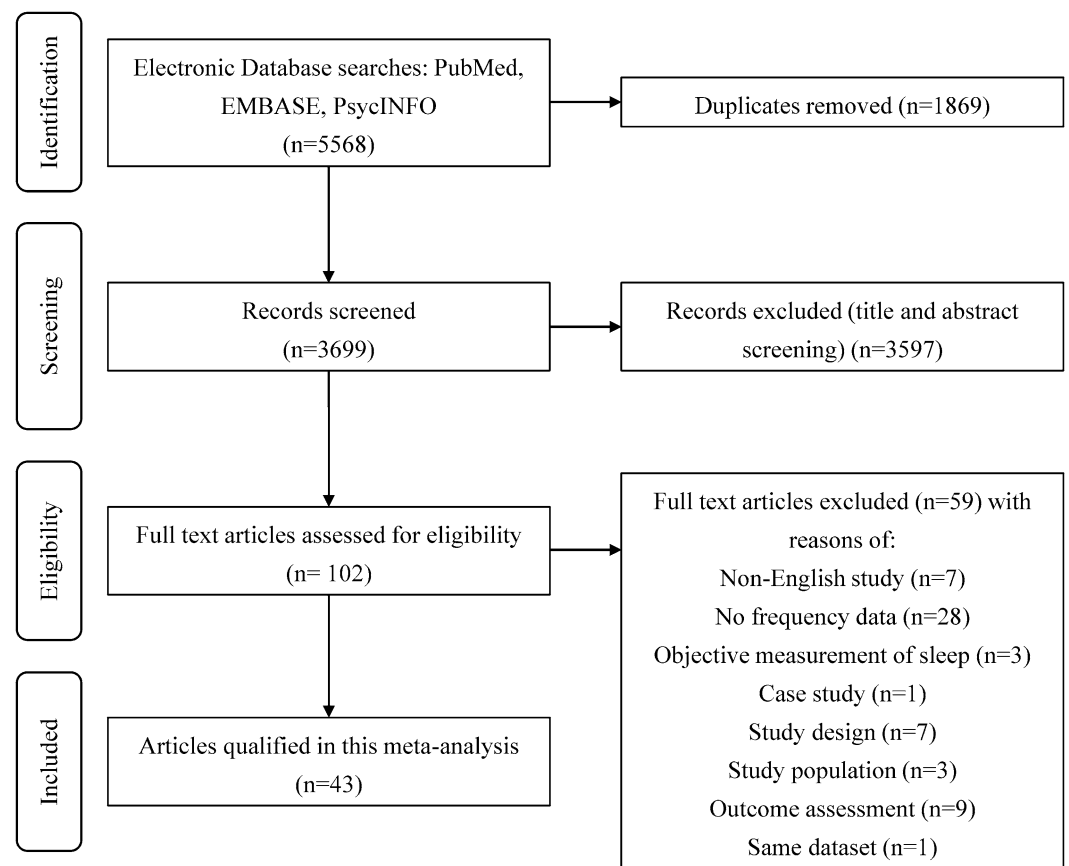 Identification
Electronic Database searches: PubMed,
EMBASE, PsycINFO
(n=5568)
Duplicates removed (n=1869)
Screening
Records screened
(n=3699)
Records excluded (title and abstract
screening) (n=3597)
Eligibility
Full text articles assessed for eligibility
(n= 102)
Full text articles excluded (n=59) with
reasons of:
Non-English study (n=7)
No frequency data (n=28)
Objective measurement of sleep (n=3)
Case study (n=1)
Study design (n=7)
Study population (n=3)
Outcome assessment (n=9)
Same dataset (n=1)
Included
Articles qualified in this meta-analysis
(n=43)